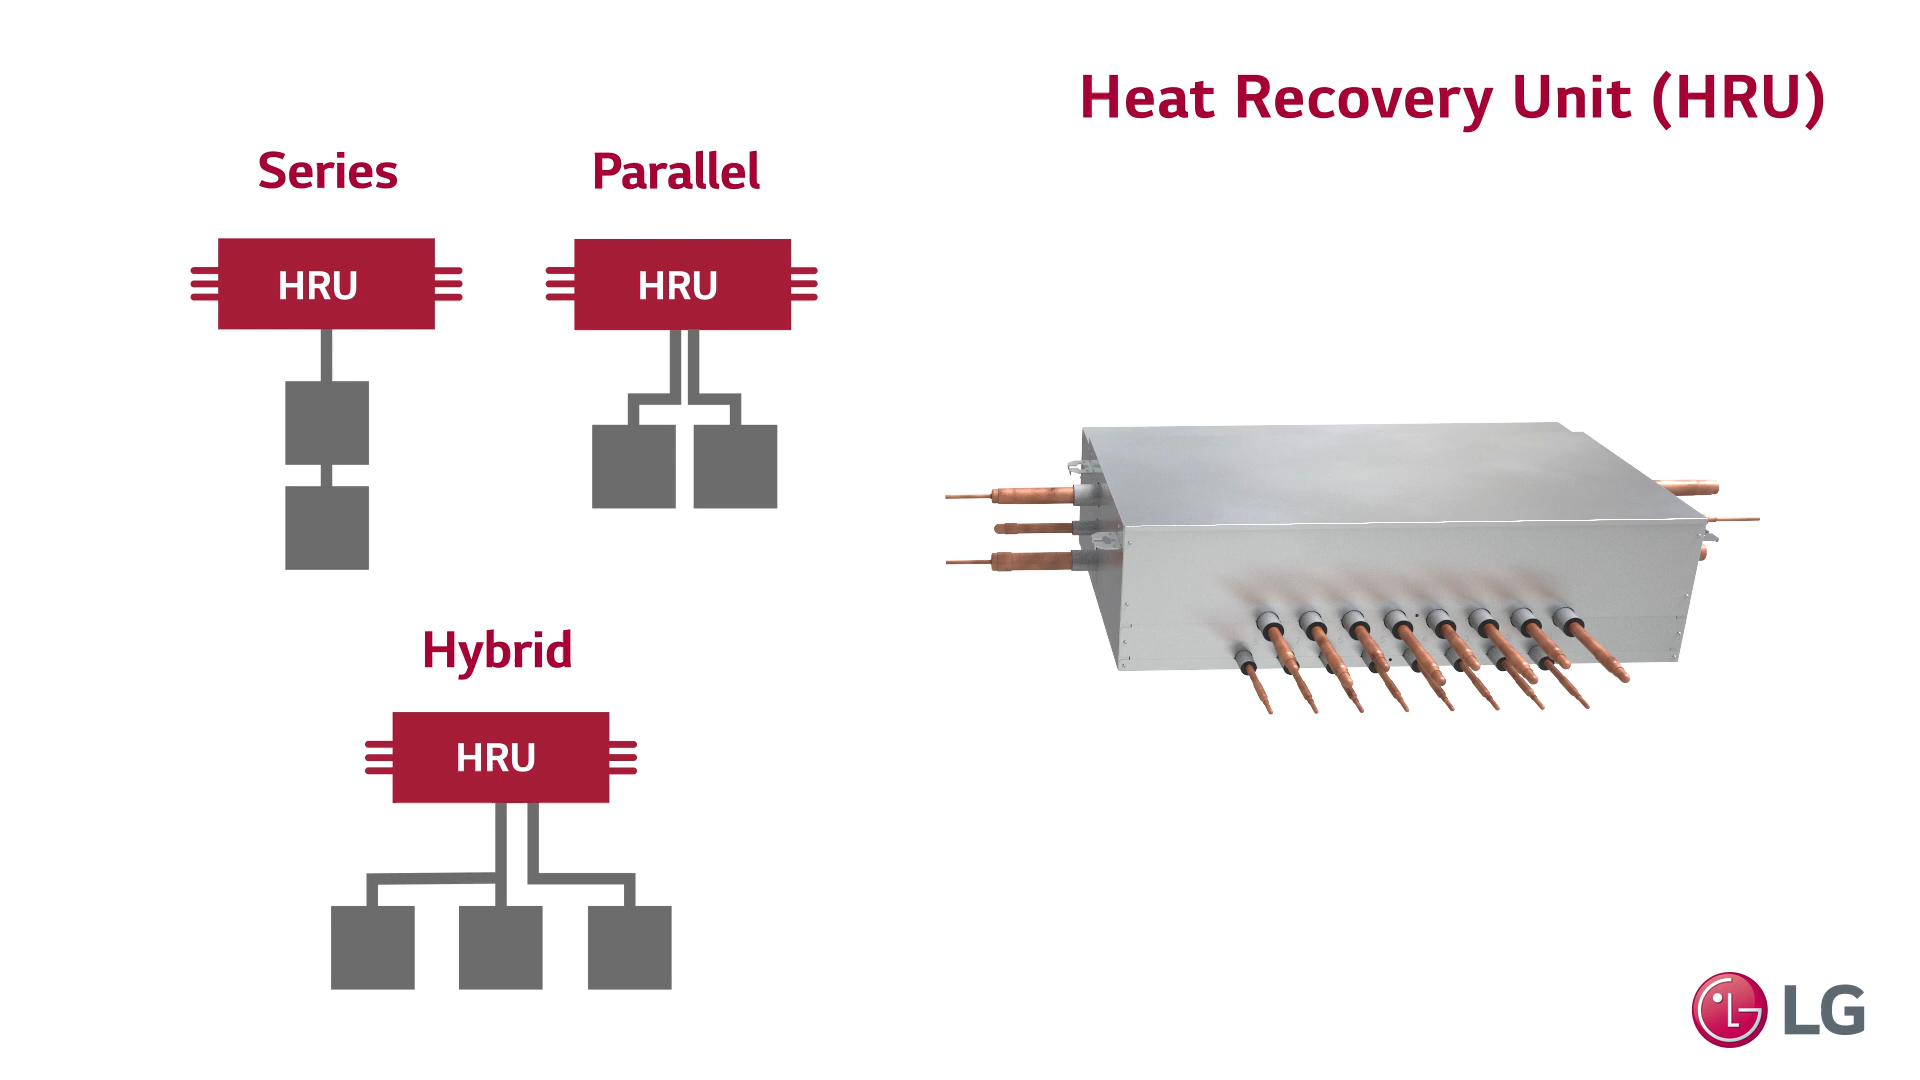 Heat Recovery Unit (HRU)
Series
Parallel
HRU
HRU
Hybrid
HRU
LG